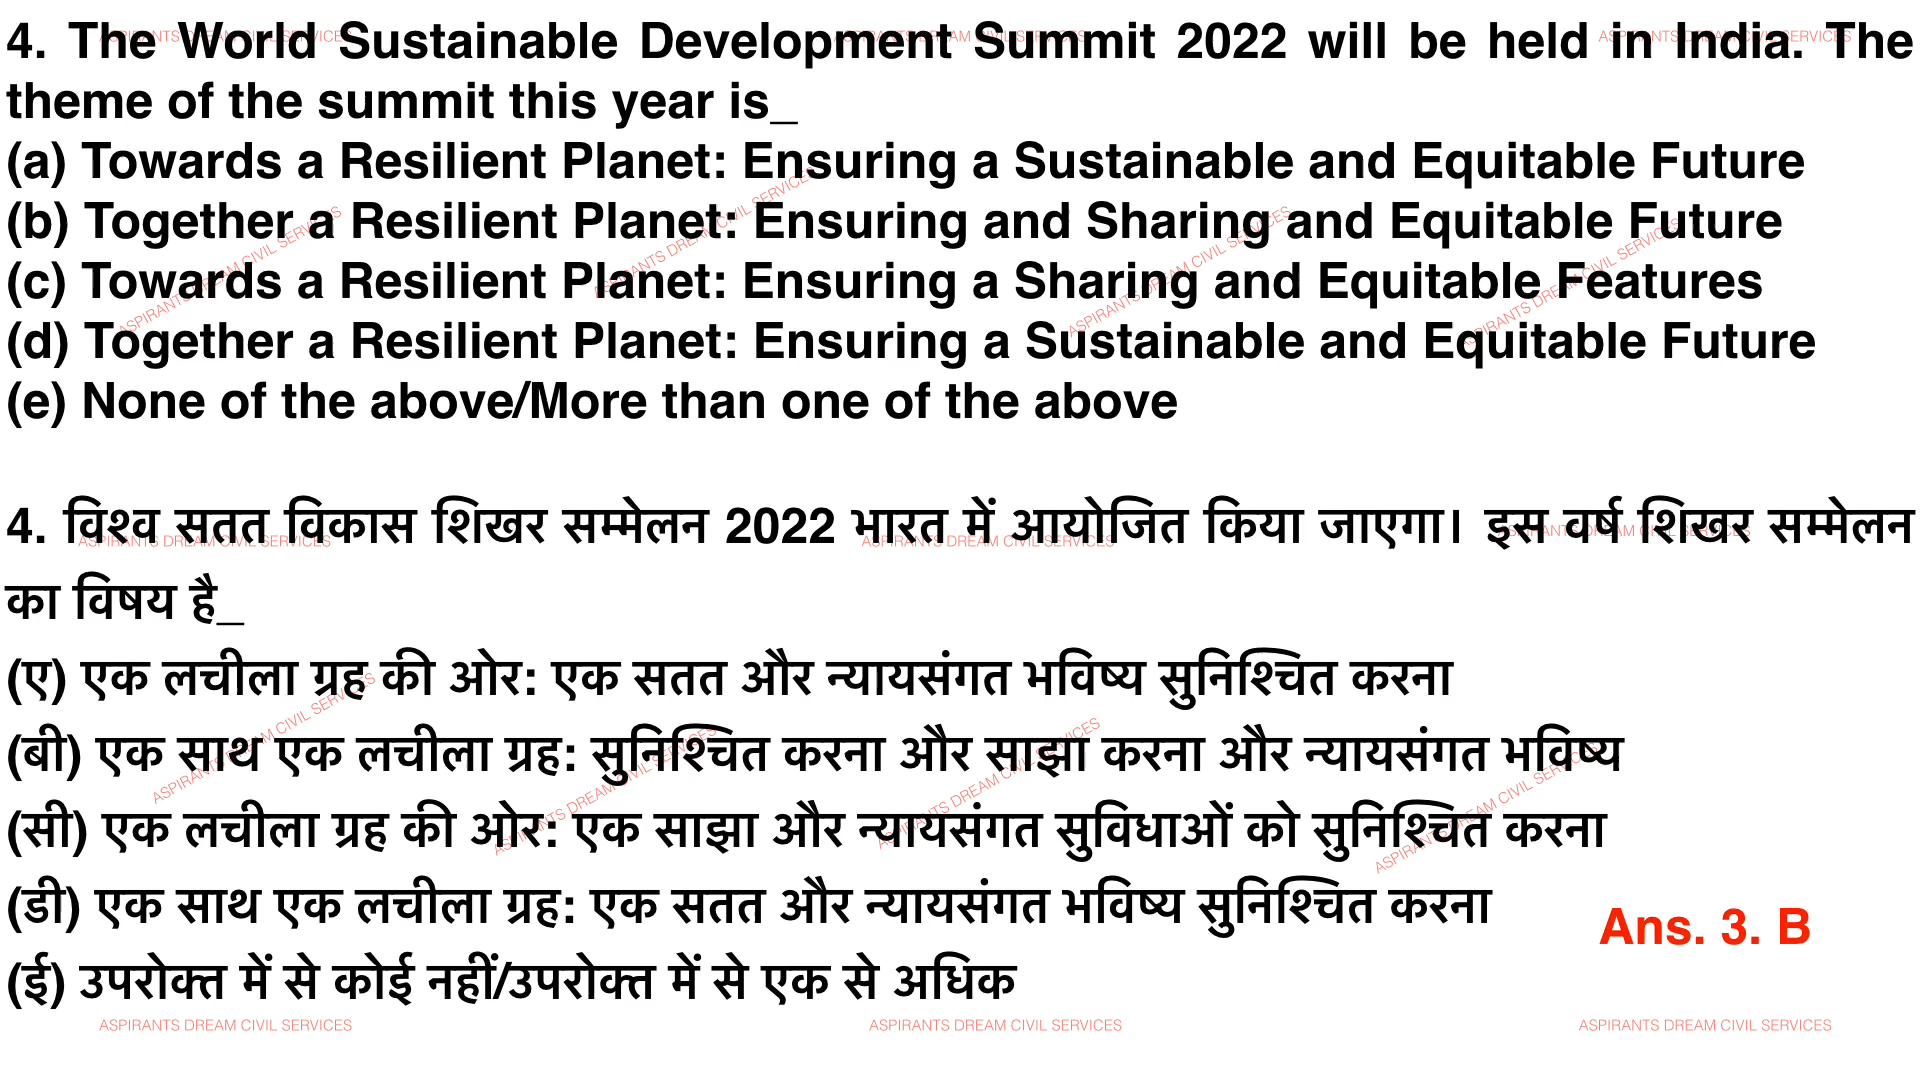 4. The World Sustainable Development Summit 2022 will be held in India. The
theme of the summit this year is_
(a) Towards a Resilient Planet: Ensuring a Sustainable and Equitable Future
(b) Together a Resilient Planet: Ensuring and Sharing and Equitable Future
(c) Towards a Resilient Planet: Ensuring a Sharing and Equitable Features
(d) Together a Resilient Planet: Ensuring a Sustainable and Equitable Future
(e) None of the above/More than one of the above
4. विश्व सतत विकास शिखर सम्मेलन 2022 भारत में आयोजित किया जाएगा। इस वर्ष शिखर सम्मेलन
का विषय है_
(ए) एक लचीला ग्रह की ओर: एक सतत और न्यायसंगत भविष्य सुनिश्चित करना
(बी) एक साथ एक लचीला ग्रह: सुनिश्चित करना और साझा करना और न्यायसंगत भविष्य
(सी) एक लचीला ग्रह की ओर: एक साझा और न्यायसंगत सुविधाओं को सुनिश्चित करना
(डी) एक साथ एक लचीला ग्रह: एक सतत और न्यायसंगत भविष्य सुनिश्चित करना
Ans. 3. B
(ई) उपरोक्त में से कोई नहीं/उपरोक्त में से एक से अधिक
ASPIRANTS DREAM CIVIL SERVICES ASPIRANTS DREAM CIVIL SERVICES ASPIRANTS DREAM CIVIL SERVICES